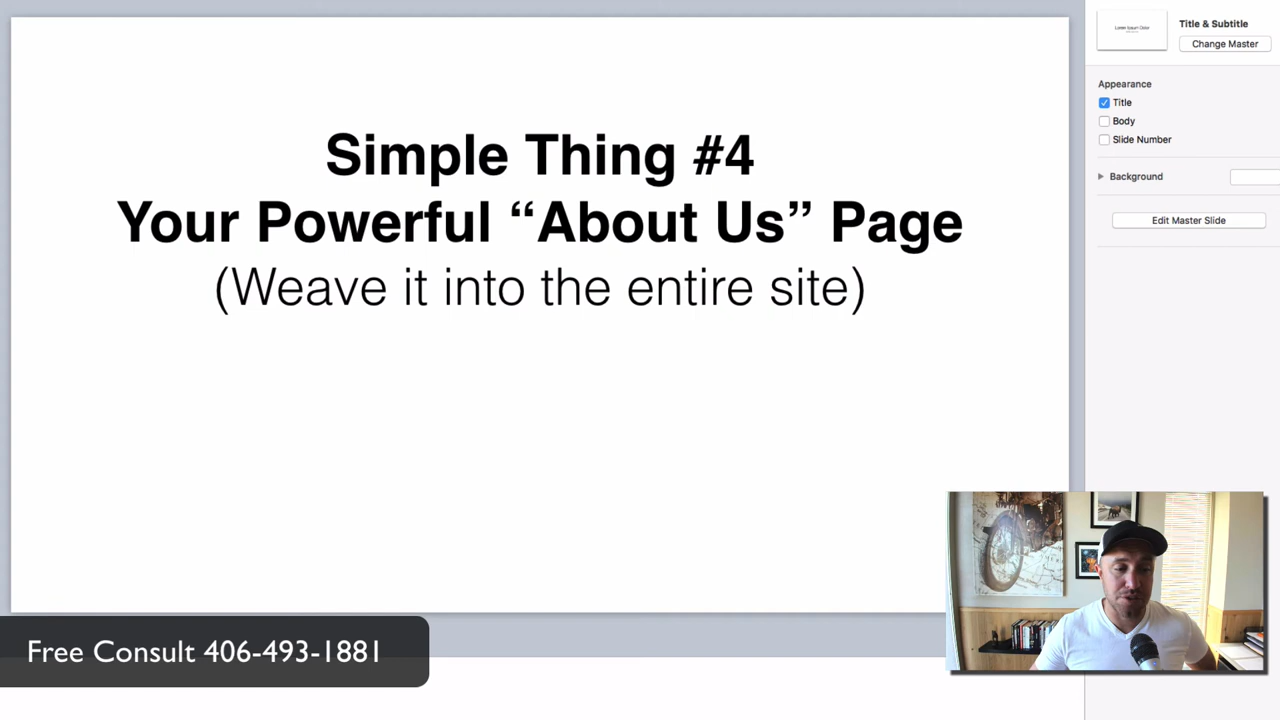 Simple Thing #4
Your Powerful “About Us” Page
(Weave it into the entire site)
Title & Subtitle
Change Master
Appearance
Title
Body
Slide Number
Background
Edit Master Slide
Free Consult 406-493-1881